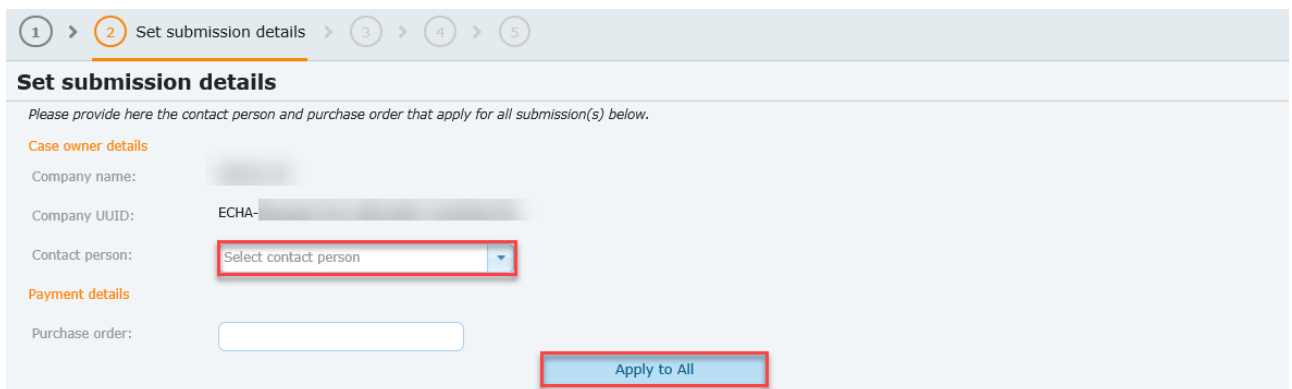 1 > 2 Set submission details > 3 > 4 > 5
Set submission details
Please provide here the contact person and purchase order that apply for all submission(s) below.
Case owner details
Company name:
Company UUID: ECHA-
Contact person: Select contact person
Payment details
Purchase order:
Apply to All